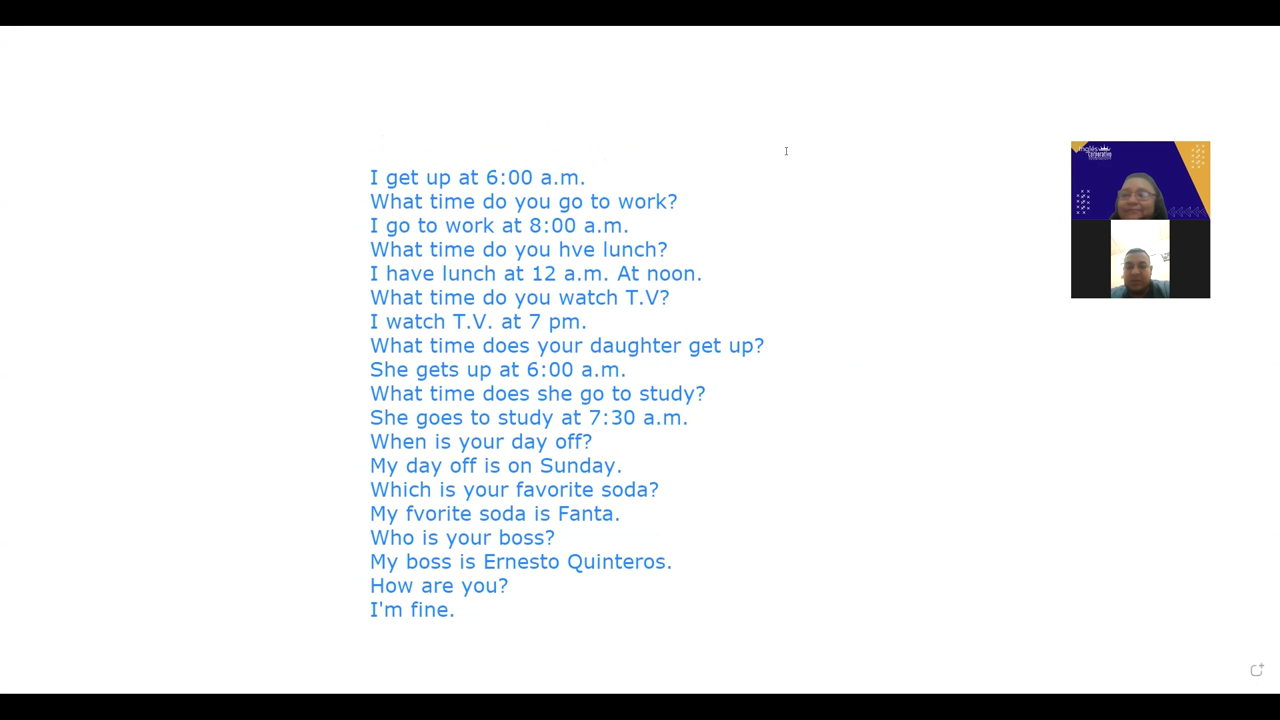 I get up at 6:00 a.m.
What time do you go to work?
I go to work at 8:00 a.m.
What time do you hve lunch?
I have lunch at 12 a.m. At noon.
What time do you watch T.V?
I watch T.V. at 7 pm.
What time does your daughter get up?
She gets up at 6:00 a.m.
What time does she go to study?
She goes to study at 7:30 a.m.
When is your day off?
My day off is on Sunday.
Which is your favorite soda?
My fvorite soda is Fanta.
Who is your boss?
My boss is Ernesto Quinteros.
How are you?
I'm fine.
Inglés
Corporativo